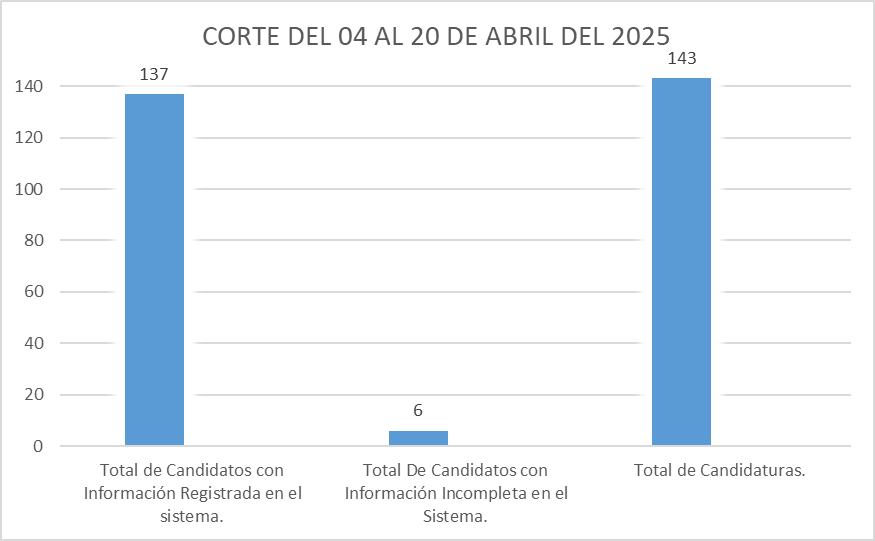 CORTE DEL 04 AL 20 DE ABRIL DEL 2025
143
137
140
120
100
80
60
40
6
20
0
Total de Candidatos con
Información Registrada en el
sistema.
Total De Candidatos con
Información Incompleta en el
Sistema.
Total de Candidaturas.